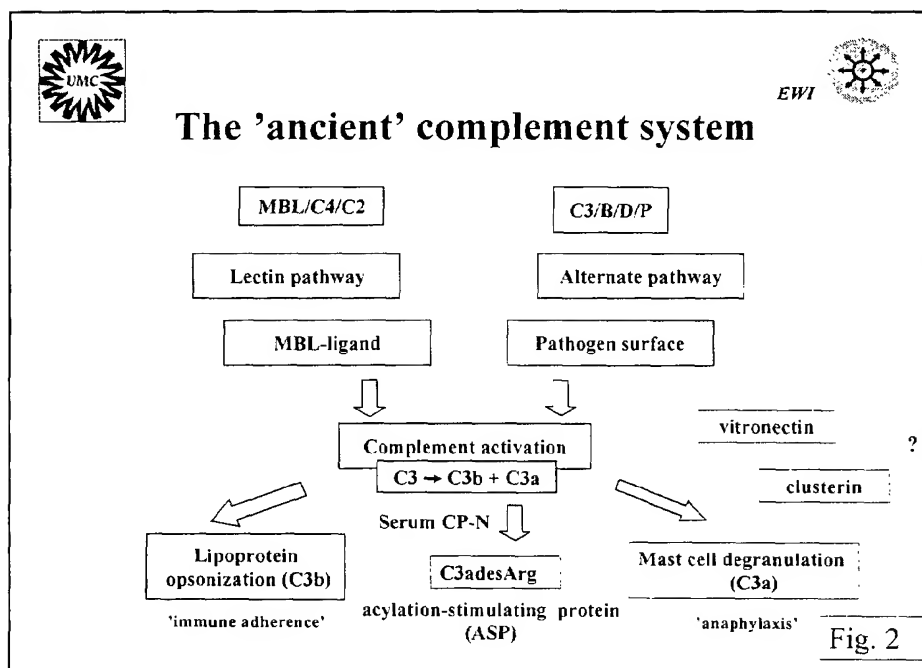 UMC
EWI
The 'ancient' complement system
MBL/C4/C2
C3/B/D/P
Lectin pathway
Alternate pathway
MBL-ligand
Pathogen surface
vitronectin
?
Complement activation
C3 → C3b + C3a
clusterin
Serum CP-N
Lipoprotein
opsonization (C3b)
C3adesArg
Mast cell degranulation
(C3a)
'immune adherence'
acylation-stimulating protein
(ASP)
'anaphylaxis'
Fig. 2